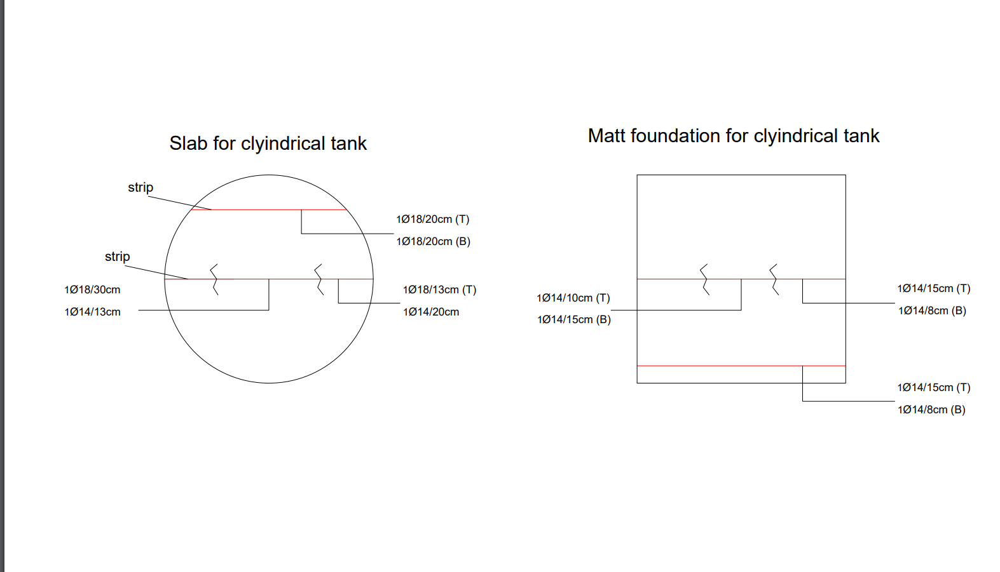 Slab for clyindrical tank
strip
1Ø18/20cm (T)
1Ø18/20cm (B)
strip
1Ø18/30cm
1Ø14/13cm
1Ø18/13cm (T)
1Ø14/20cm
Matt foundation for clyindrical tank
1Ø14/10cm (T)
1Ø14/15cm (B)
1Ø14/15cm (T)
1Ø14/8cm (B)
1Ø14/15cm (T)
1Ø14/8cm (B)